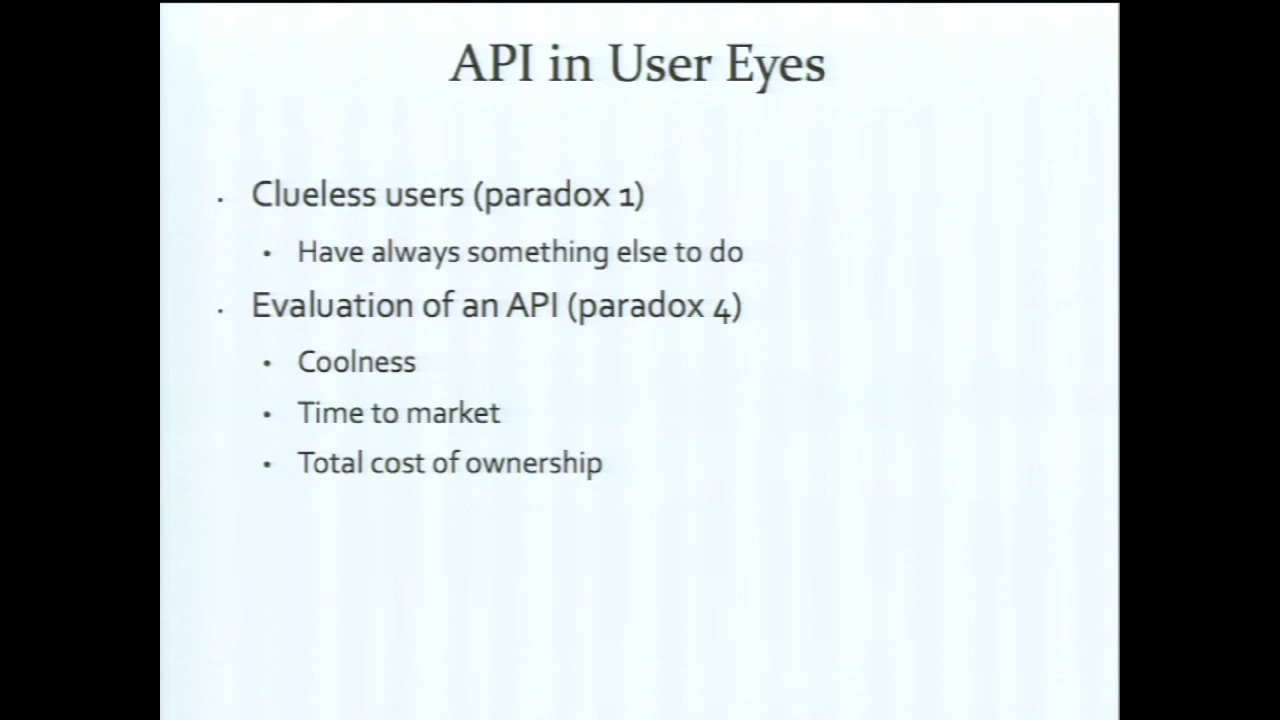 API in User Eyes
· Clueless users (paradox 1)
• Have always something else to do
· Evaluation of an API (paradox 4)
• Coolness
• Time to market
• Total cost of ownership